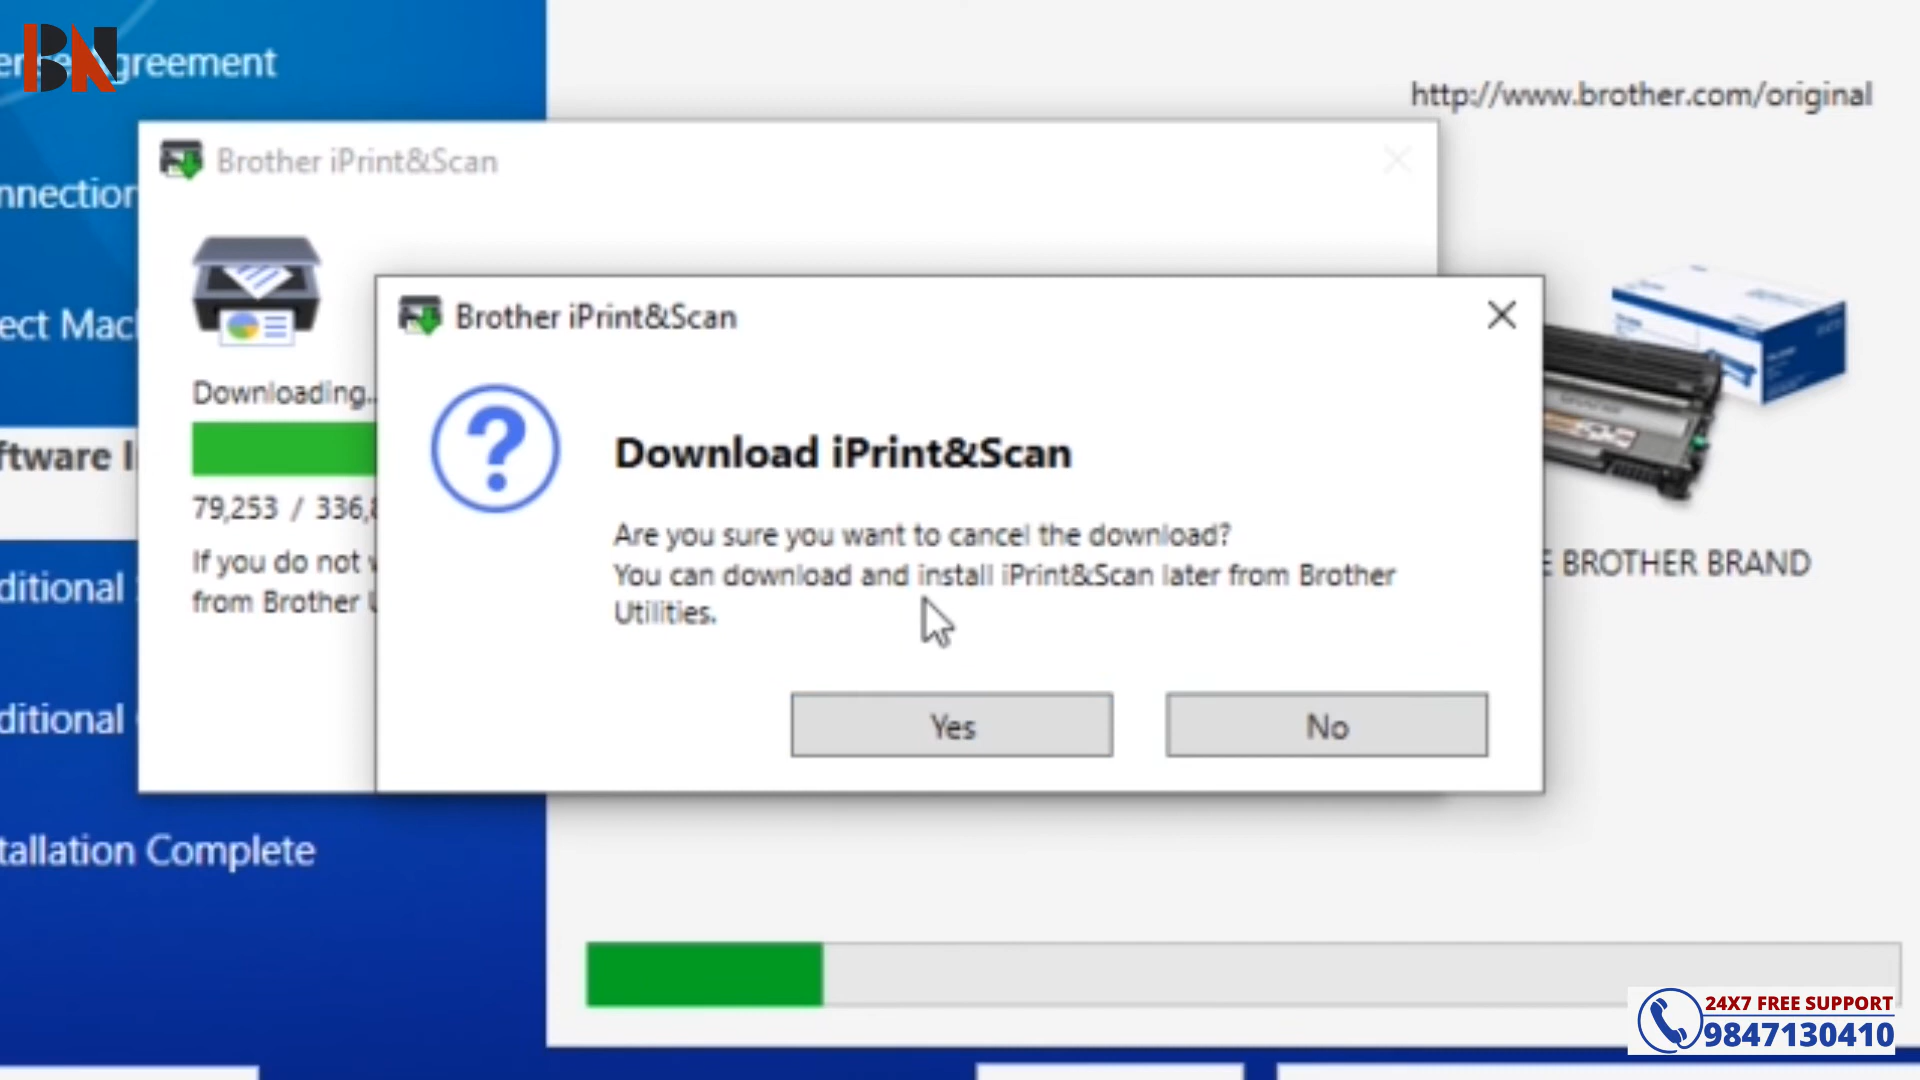 BN
greement
http://www.brother.com/original
Brother iPrint&Scan
Brother iPrint&Scan
Downloading..
Download iPrint&Scan
79,253 / 336,
Are you sure you want to cancel the download?
You can download and install iPrint&Scan later from Brother
Utilities.
If you do not
from Brother
E BROTHER BRAND
Yes
No
tallation Complete
24X7 FREE SUPPORT
9847130410
nnection
ect Mac
ftware I
ditional
ditional